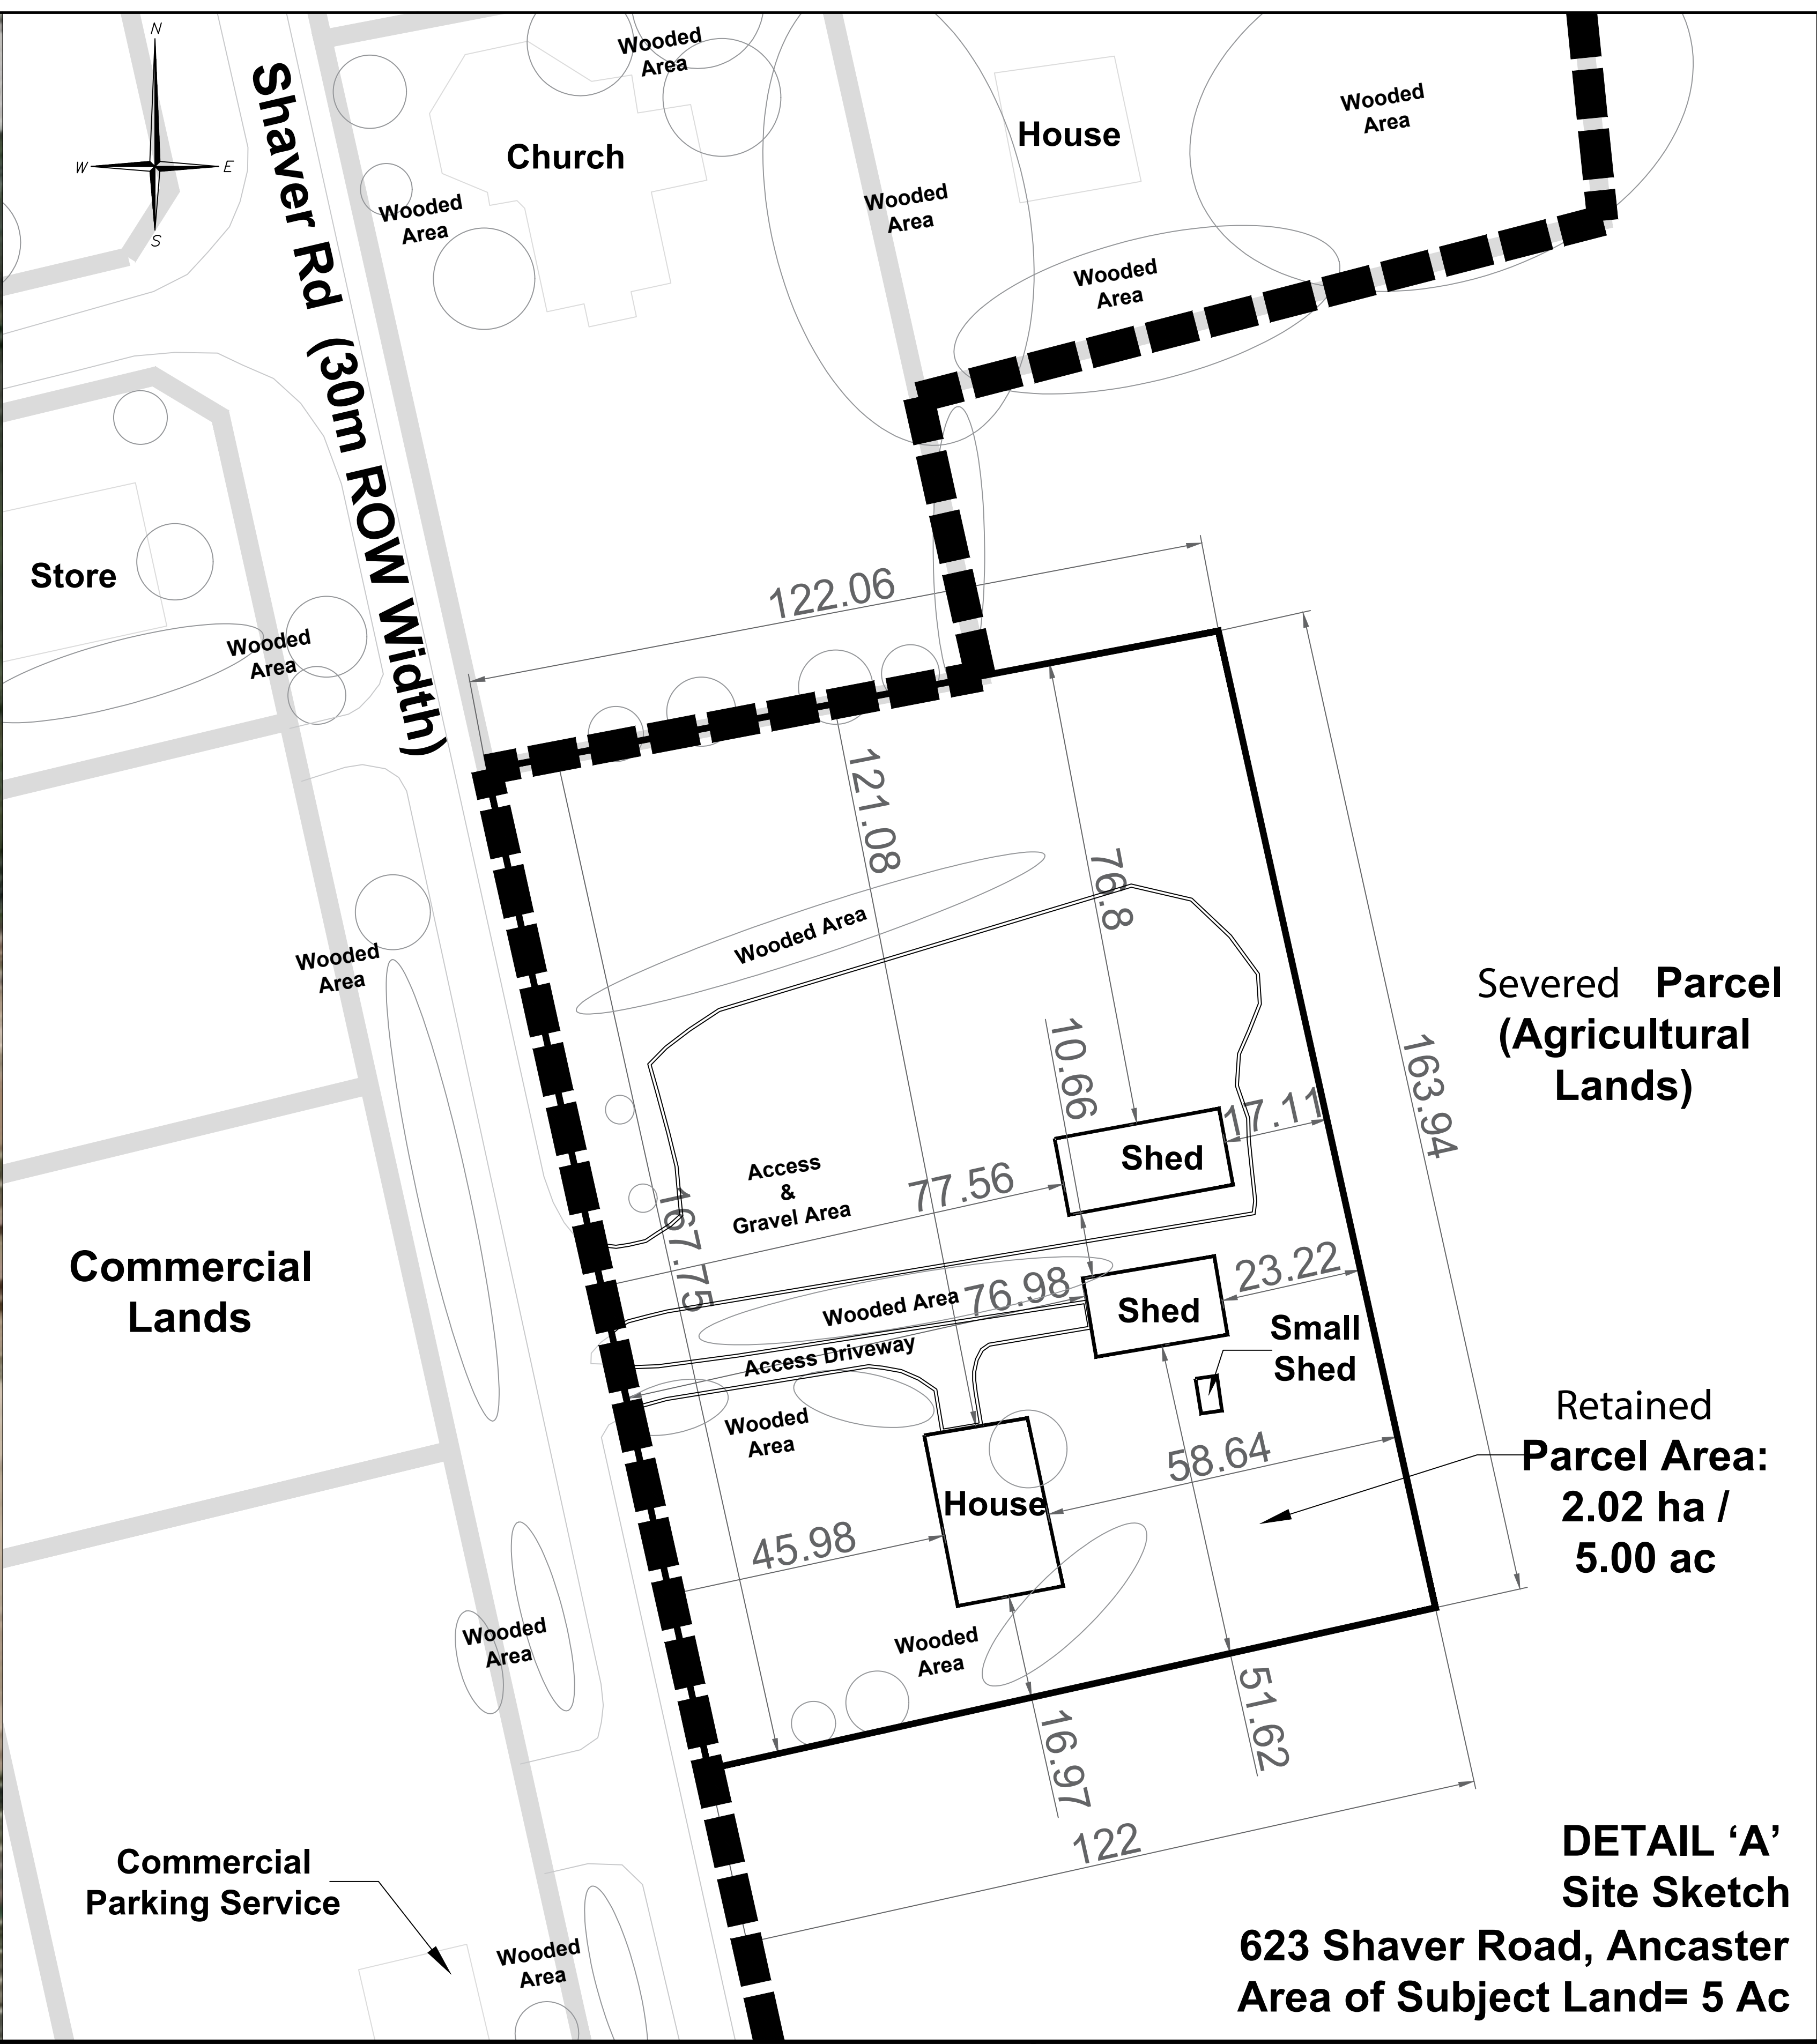 N
W
E
S
Shaver Rd (30m ROW Width)
Wooded
Area
Church
Wooded
Area
House
Wooded
Area
Wooded
Area
Wooded
Area
Store
Wooded
Area
122.06
121.08
76.8
Wooded Area
Wooded
Area
Severed Parcel
(Agricultural
Lands)
163.94
10.66
17.11
Shed
Access
&
Gravel Area
77.56
167.75
Commercial
Lands
23.22
76.98
Wooded Area
Shed
Small
Shed
Access Driveway
Wooded
Area
58.64
Retained
Parcel Area:
2.02 ha /
5.00 ac
House
45.98
Wooded
Area
Wooded
Area
51.62
16.97
122
Commercial
Parking Service
Wooded
Area
DETAIL ‘A’
Site Sketch
623 Shaver Road, Ancaster
Area of Subject Land= 5 Ac